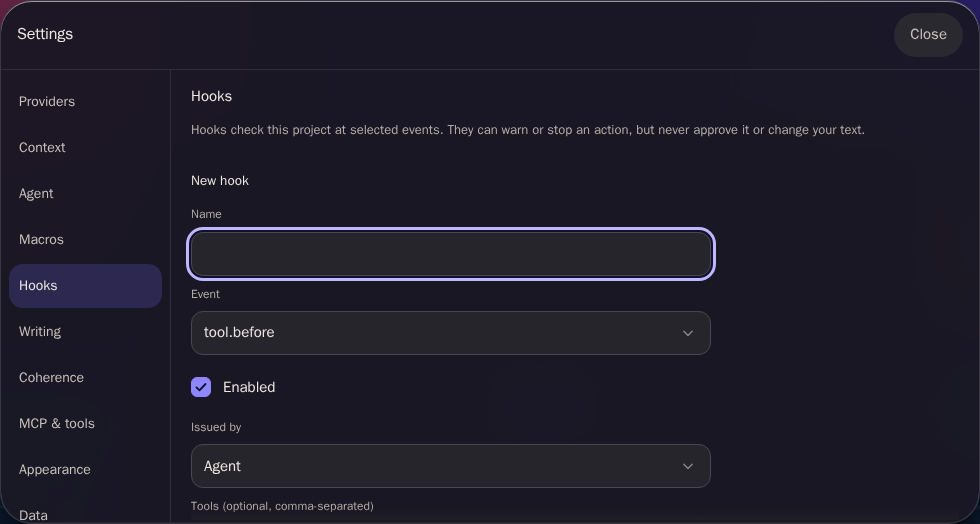 Settings
Close
Providers
Context
Agent
Macros
Hooks
Writing
Coherence
MCP & tools
Appearance
Data
Hooks
Hooks check this project at selected events. They can warn or stop an action, but never approve it or change your text.
New hook
Name
Event
tool.before
Enabled
Issued by
Agent
Tools (optional, comma-separated)